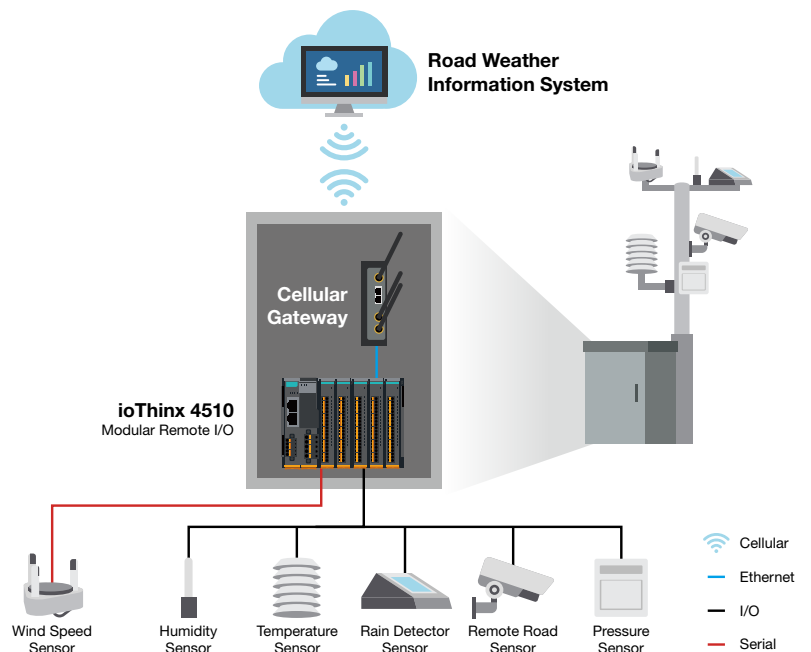 Road Weather
Information System
Cellular
Gateway
ioThinx 4510
Modular Remote I/O
Wind Speed
Sensor
Humidity
Sensor
Temperature
Sensor
Rain Detector
Sensor
Remote Road
Sensor
Pressure
Sensor
Cellular
Ethernet
I/O
Serial